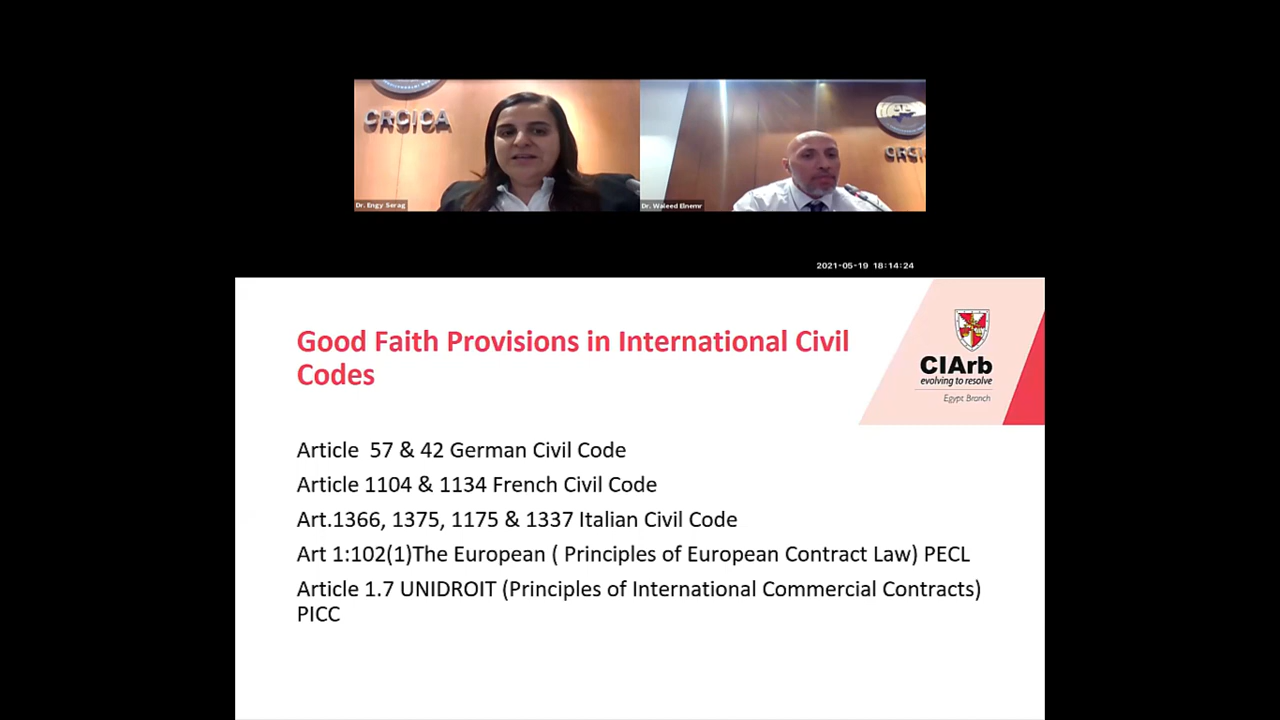 CRCICA
CRCI
Dr. Engy Serag
Dr. Waleed Elnemr
2021-05-19 18:14:24
Good Faith Provisions in International Civil
Codes
CIArb
evolving to resolve
Egypt Branch
Article 57 & 42 German Civil Code
Article 1104 & 1134 French Civil Code
Art.1366, 1375, 1175 & 1337 Italian Civil Code
Art 1:102(1)The European ( Principles of European Contract Law) PECL
Article 1.7 UNIDROIT (Principles of International Commercial Contracts)
PICC